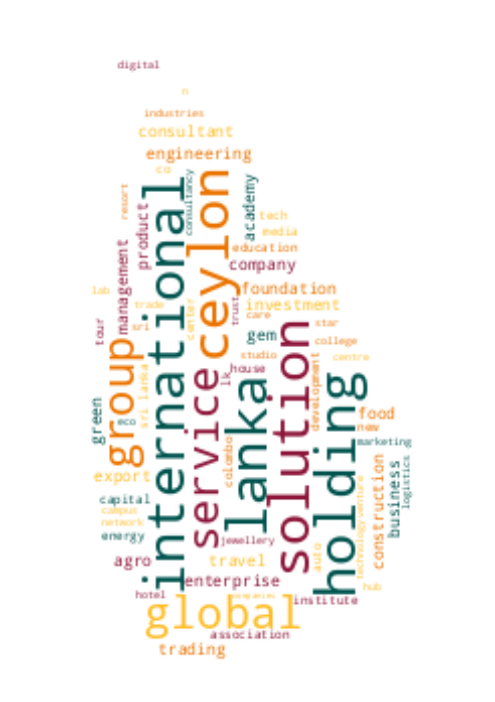 digital
n
industries
consultant
engineering
co
consultancy
resort
international
ceylon
academy
product
tech
media
education
management
company
lab
foundation
trade
center
trust
investment
care
tour
sri
star
gem
college
group
studio
centre
house
lk
service
lanka
solution
development
holding
sri lanka
green
eco
food
new
colombo
marketing
export
construction
business
logistics
capital
campus
network
energy
technology
venture
jewellery
agro
travel
auto
enterprise
hub
hotel
companies
institute
global
association
trading